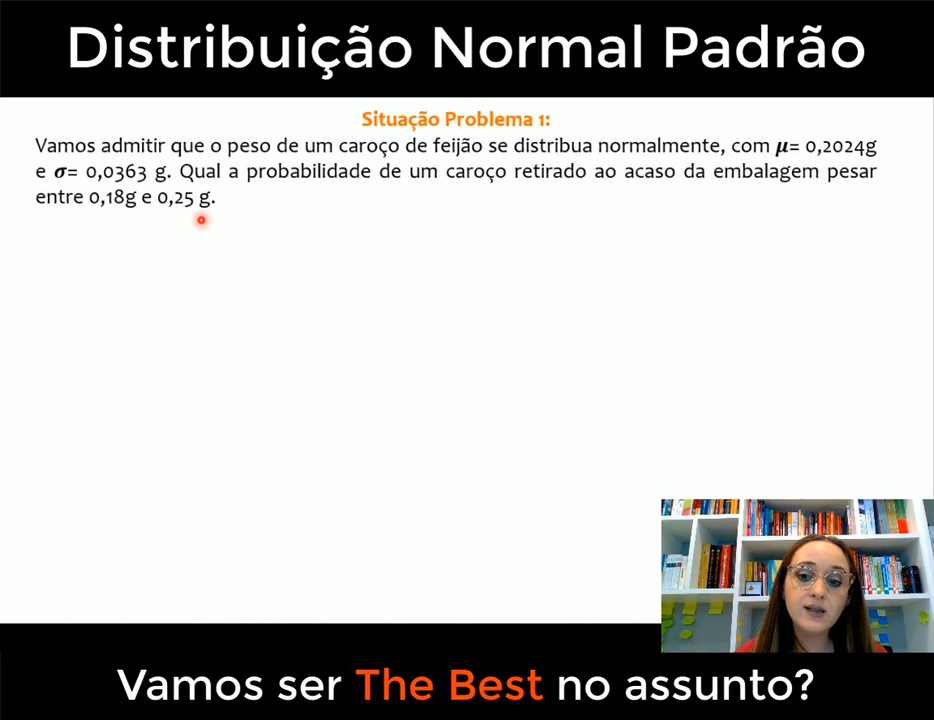 Distribuição Normal Padrão
Situação Problema 1:
Vamos admitir que o peso de um caroço de feijão se distribua normalmente, com μ= 0,2024g
e σ= 0,0363 g. Qual a probabilidade de um caroço retirado ao acaso da embalagem pesar
entre 0,18g e 0,25 g.
Vamos ser The Best no assunto?